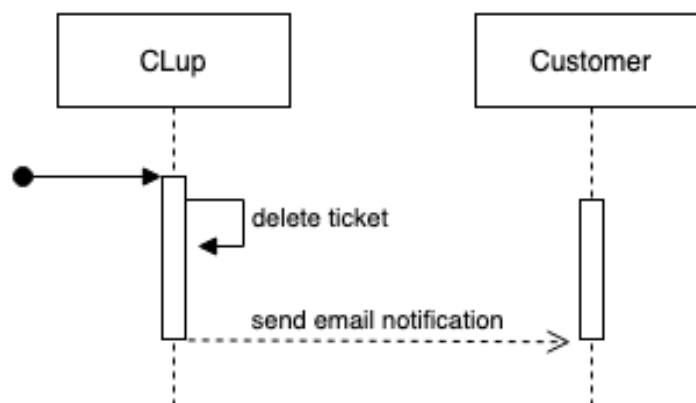 CLup
Customer
delete ticket
send email notification